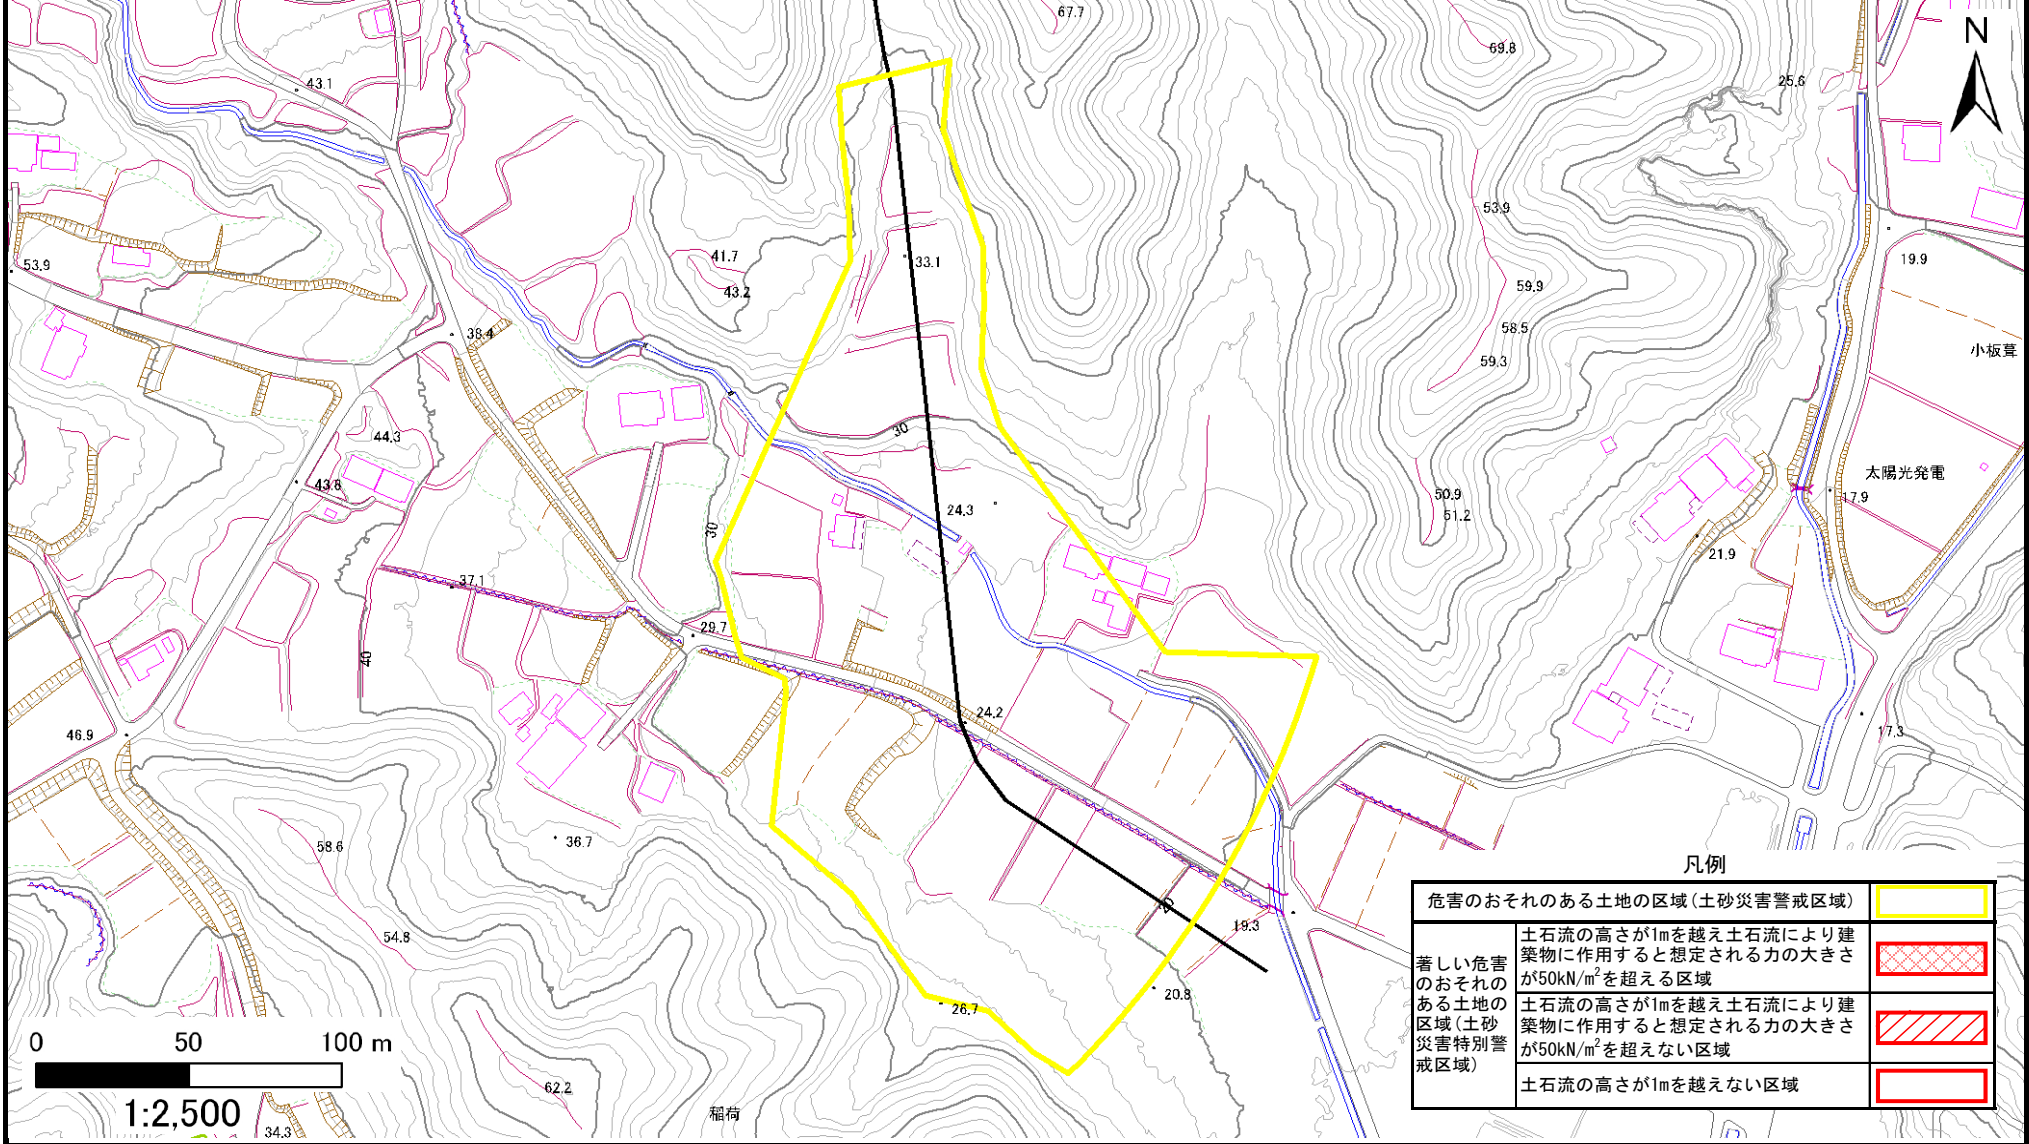 67.7
69.8
N
43.1
25.6
53.9
41.7
33.1
53.9
19.9
43.2
59.9
38.4
58.5
小板葺
59.3
30
44.3
太陽光発電
43.8
50.9
17.9
24.3
51.2
30
21.9
37.1
29.7
40
24.2
46.9
17.3
36.7
58.6
20
19.3
54.8
20.8
26.7
62.2
稲荷
34.3
凡例
危害のおそれのある土地の区域(土砂災害警戒区域)
著しい危害
のおそれの
ある土地の
区域(土砂
災害特別警
戒区域)
土石流の高さが1mを越え土石流により建
築物に作用すると想定される力の大きさ
が50kN/m²を超える区域
土石流の高さが1mを越え土石流により建
築物に作用すると想定される力の大きさ
が50kN/m²を超えない区域
土石流の高さが1mを越えない区域
0 50 100 m
1:2,500